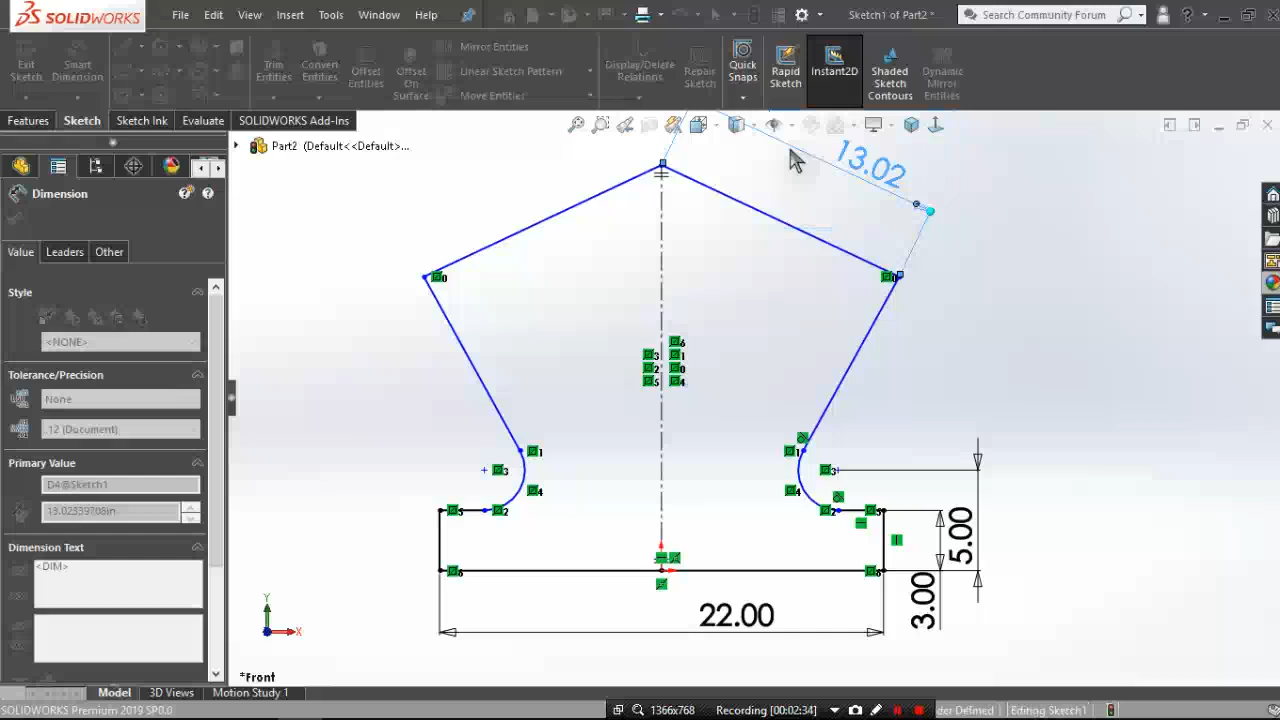 SOLIDWORKS
File Edit View Insert Tools Window Help
Sketch1 of Part2 *
Search Community Forum
?
Exit Sketch
Smart Dimension
Trim Entities
Convert Entities
Offset Entities
Offset On Surface
Mirror Entities
Linear Sketch Pattern
Move Entities
Display/Delete Relations
Repair Sketch
Quick Snaps
Rapid Sketch
Instant2D
Shaded Sketch Contours
Dynamic Mirror Entities
Features Sketch Sketch Ink Evaluate SOLIDWORKS Add-Ins
Part2 (Default<<Default>...
Dimension
Value Leaders Other
Style
<NONE>
Tolerance/Precision
None
.12 (Document)
Primary Value
D4@Sketch1
13.02339708in
Dimension Text
<DIM>
13.02
5.00
3.00
22.00
Y
X
*Front
Model 3D Views Motion Study 1
SOLIDWORKS Premium 2019 SP0.0
1366x768 Recording [00:02:34]
Editing Sketch1